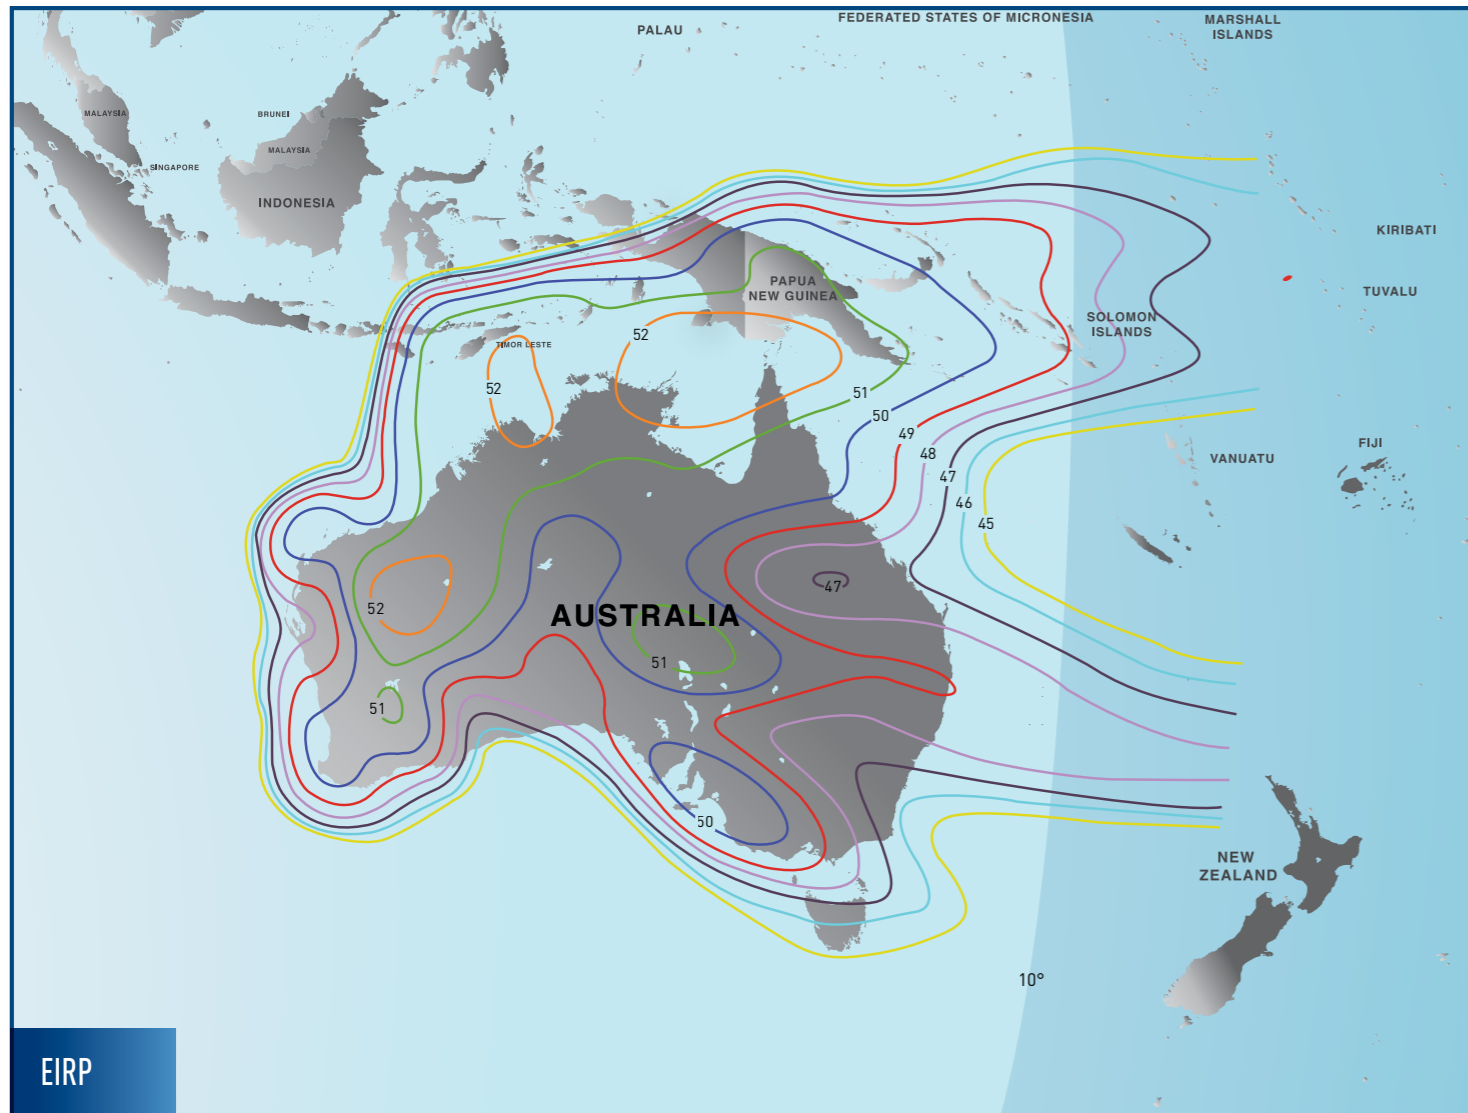 FEDERATED STATES OF MICRONESIA
MARSHALL
ISLANDS
PALAU
MALAYSIA
BRUNEI
MALAYSIA
SINGAPORE
INDONESIA
KIRIBATI
PAPUA
NEW GUINEA
TUVALU
SOLOMON
ISLANDS
52
TIMOR LESTE
52
51
50
49
48
47
46
45
FIJI
VANUATU
47
52
AUSTRALIA
51
51
50
NEW
ZEALAND
10°
EIRP